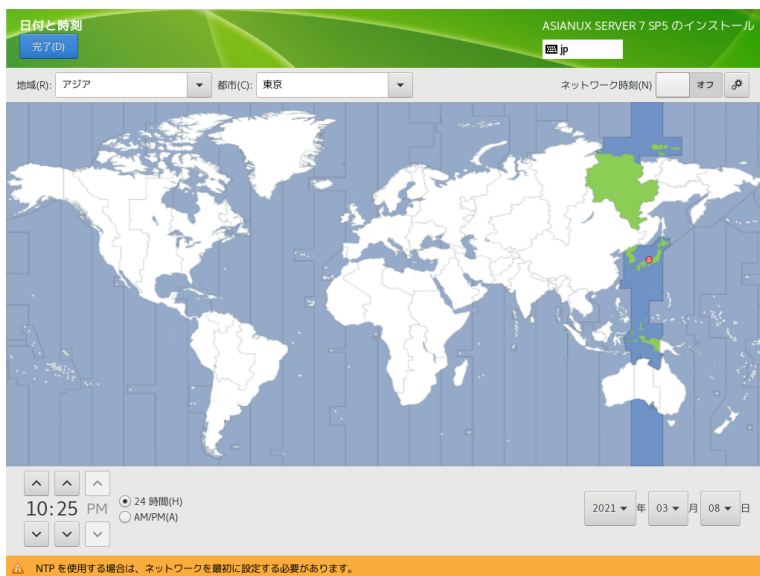 日付と時刻
ASIANUX SERVER 7 SP5 のインストール
完了(D)
jp
地域(R): アジア 都市(C): 東京 ネットワーク時刻(N) オフ
10:25 PM
24 時間(H)
AM/PM(A)
2021 年 03 月 08 日
NTP を使用する場合は、ネットワークを最初に設定する必要があります。